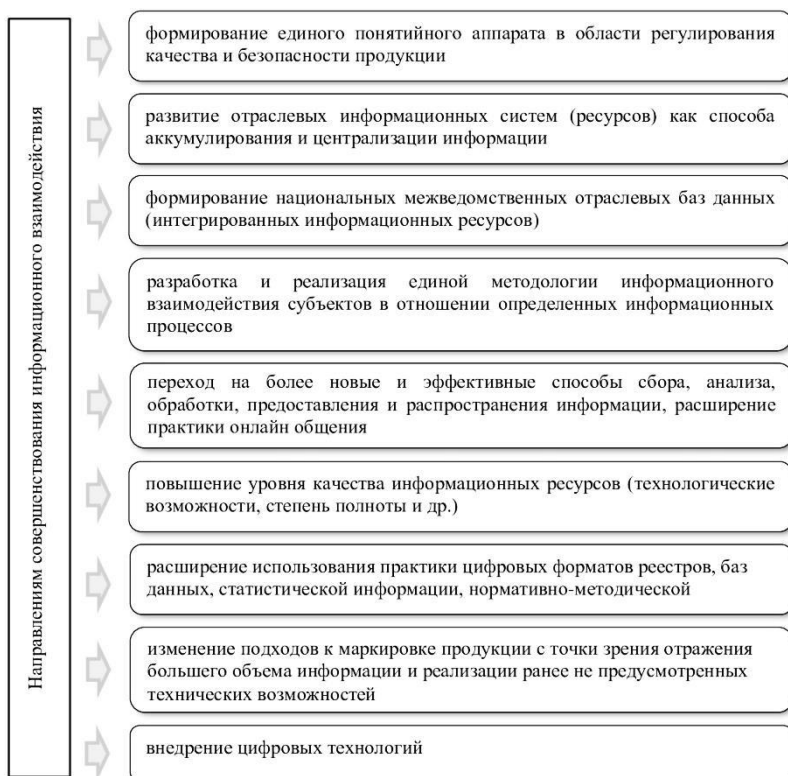 Направлениям совершенствования информационного взаимодействия
формирование единого понятийного аппарата в области регулирования
качества и безопасности продукции
развитие отраслевых информационных систем (ресурсов) как способа
аккумулирования и централизации информации
формирование национальных межведомственных отраслевых баз данных
(интегрированных информационных ресурсов)
разработка и реализация единой методологии информационного
взаимодействия субъектов в отношении определенных информационных
процессов
переход на более новые и эффективные способы сбора, анализа,
обработки, предоставления и распространения информации, расширение
практики онлайн общения
повышение уровня качества информационных ресурсов (технологические
возможности, степень полноты и др.)
расширение использования практики цифровых форматов реестров, баз
данных, статистической информации, нормативно-методической
изменение подходов к маркировке продукции с точки зрения отражения
большего объема информации и реализации ранее не предусмотренных
технических возможностей
внедрение цифровых технологий